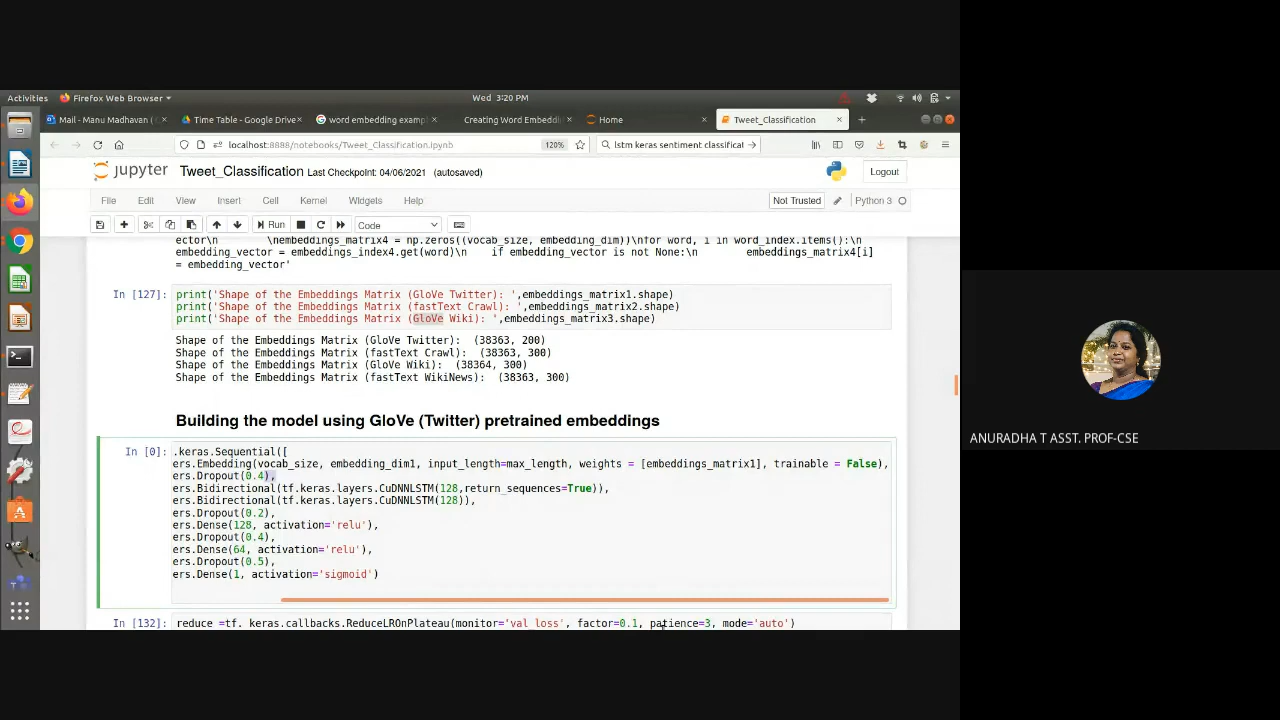 Activities
Firefox Web Browser
Wed 3:20 PM
Mail - Manu Madhavan (
Time Table - Google Drive
word embedding exampl
Creating Word Embeddi
Home
Tweet_Classification
localhost:8888/notebooks/Tweet_Classification.ipynb
120%
lstm keras sentiment classificat
jupyter
Tweet_Classification Last Checkpoint: 04/06/2021 (autosaved)
Logout
File Edit View Insert Cell Kernel Widgets Help
Not Trusted
Python 3
Run
Code
ector\n \nembeddings_matrix4 = np.zeros((vocab_size, embedding_dim))\nfor word, i in word_index.items():\n
embedding_vector = embeddings_index4.get(word)\n if embedding_vector is not None:\n embeddings_matrix4[i]
= embedding_vector'
In [127]:
print('Shape of the Embeddings Matrix (GloVe Twitter): ',embeddings_matrix1.shape)
print('Shape of the Embeddings Matrix (fastText Crawl): ',embeddings_matrix2.shape)
print('Shape of the Embeddings Matrix (GloVe Wiki): ',embeddings_matrix3.shape)
Shape of the Embeddings Matrix (GloVe Twitter): (38363, 200)
Shape of the Embeddings Matrix (fastText Crawl): (38363, 300)
Shape of the Embeddings Matrix (GloVe Wiki): (38364, 300)
Shape of the Embeddings Matrix (fastText WikiNews): (38363, 300)
Building the model using GloVe (Twitter) pretrained embeddings
In [0]:
.keras.Sequential([
ers.Embedding(vocab_size, embedding_dim1, input_length=max_length, weights = [embeddings_matrix1], trainable = False),
ers.Dropout(0.4),
ers.Bidirectional(tf.keras.layers.CuDNNLSTM(128,return_sequences=True)),
ers.Bidirectional(tf.keras.layers.CuDNNLSTM(128)),
ers.Dropout(0.2),
ers.Dense(128, activation='relu'),
ers.Dropout(0.4),
ers.Dense(64, activation='relu'),
ers.Dropout(0.5),
ers.Dense(1, activation='sigmoid')
In [132]:
reduce =tf. keras.callbacks.ReduceLROnPlateau(monitor='val_loss', factor=0.1, patience=3, mode='auto')
ANURADHA T ASST. PROF-CSE